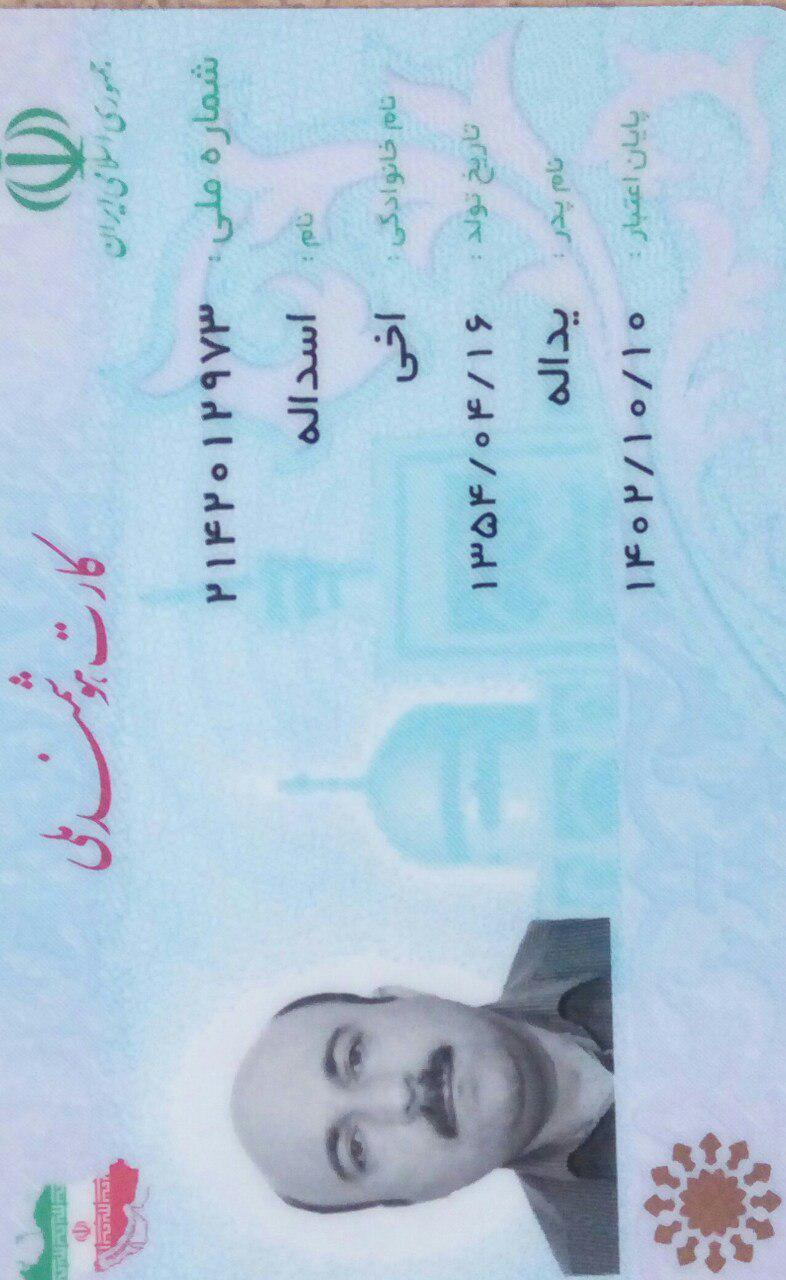 جمهوری اسلامی ایران
کارت هوشمند ملی
شماره ملی : ۲۱۴۲۰۱۲۹۷۳
نام : اسداله
نام خانوادگی : اخی
تاریخ تولد : ۱۳۵۴/۰۴/۱۶
نام پدر : یداله
پایان اعتبار : ۱۴۰۲/۱۰/۱۰